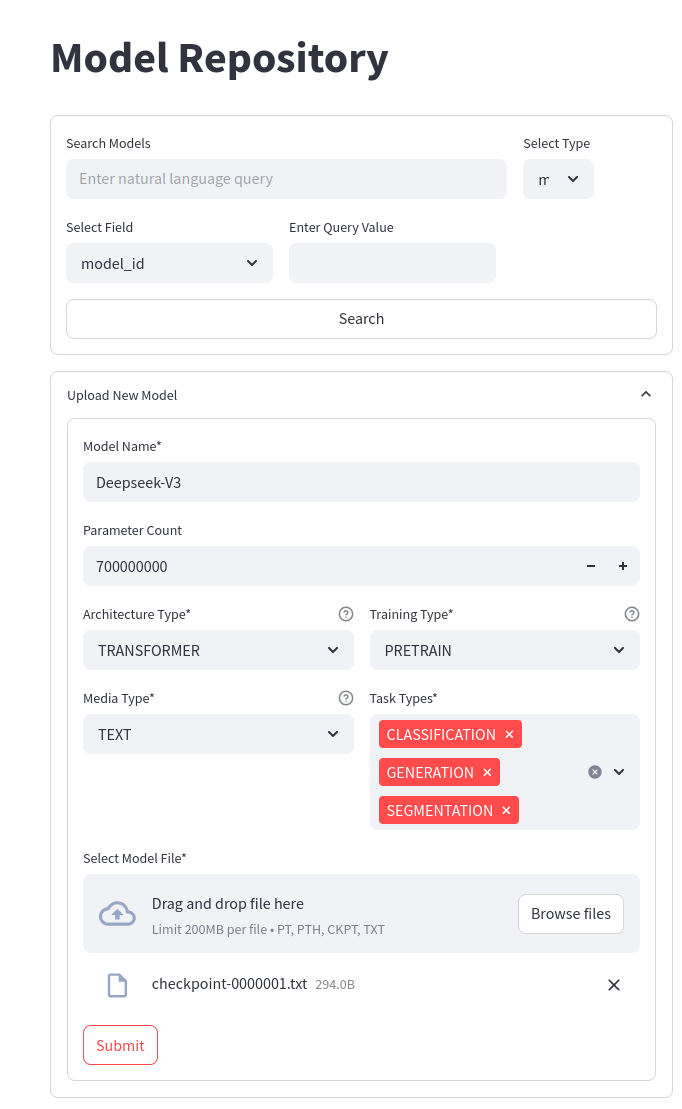 Model Repository
Search Models
Select Type
Enter natural language query
Select Field
Enter Query Value
model_id
Search
Upload New Model
Model Name*
Deepseek-V3
Parameter Count
700000000
Architecture Type*
Training Type*
TRANSFORMER
PRETRAIN
Media Type*
Task Types*
TEXT
CLASSIFICATION
GENERATION
SEGMENTATION
Select Model File*
Drag and drop file here
Limit 200MB per file • PT, PTH, CKPT, TXT
Browse files
checkpoint-0000001.txt 294.0B
Submit